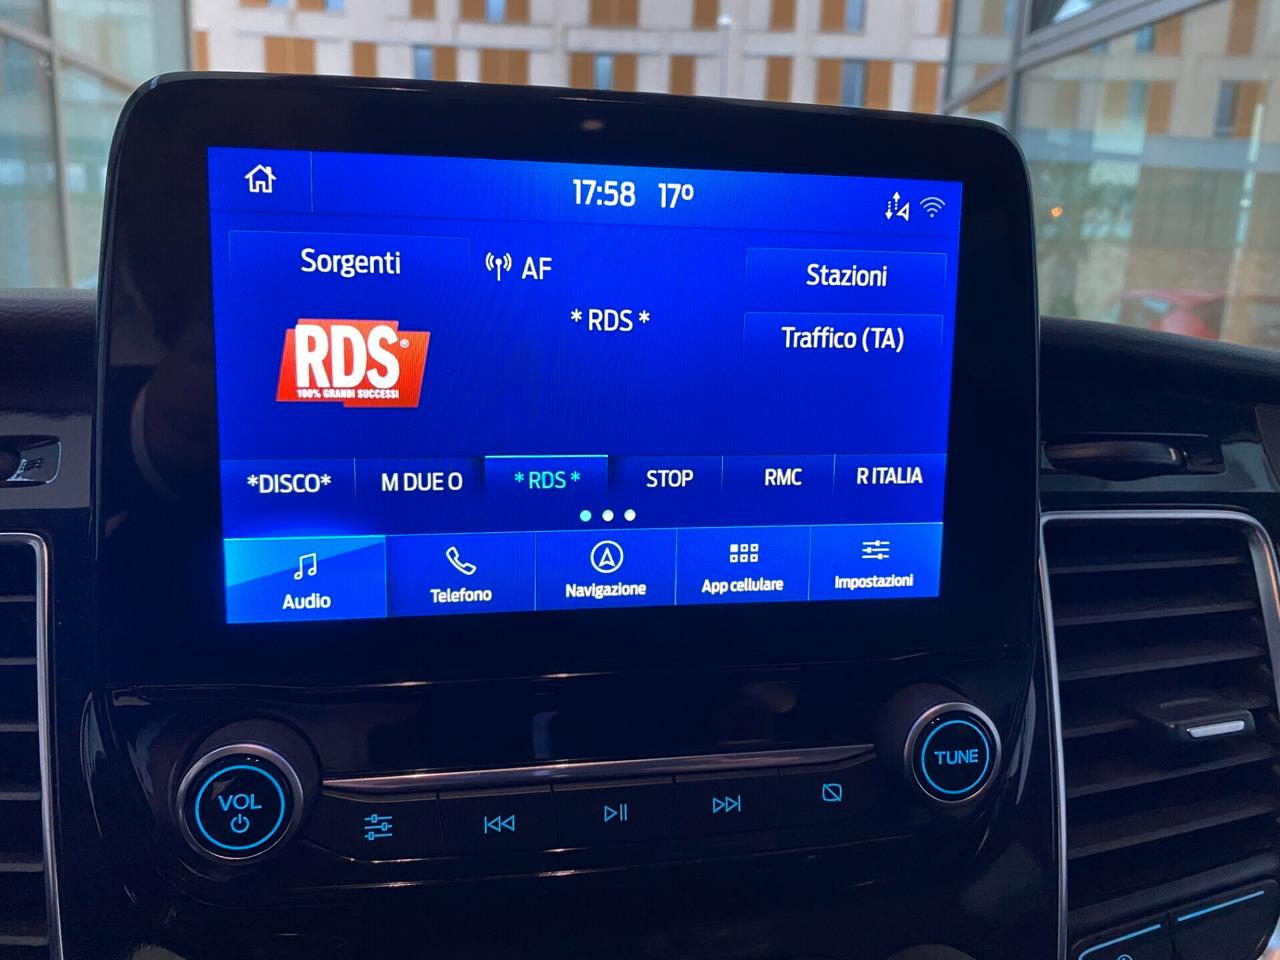 17:58 17º
Sorgenti
AF
Stazioni
*RDS*
Traffico (TA)
RDS®
100% GRANDI SUCCESSI
*DISCO* M DUE O *RDS* STOP RMC R ITALIA
Audio Telefono Navigazione App cellulare Impostazioni
VOL
TUNE